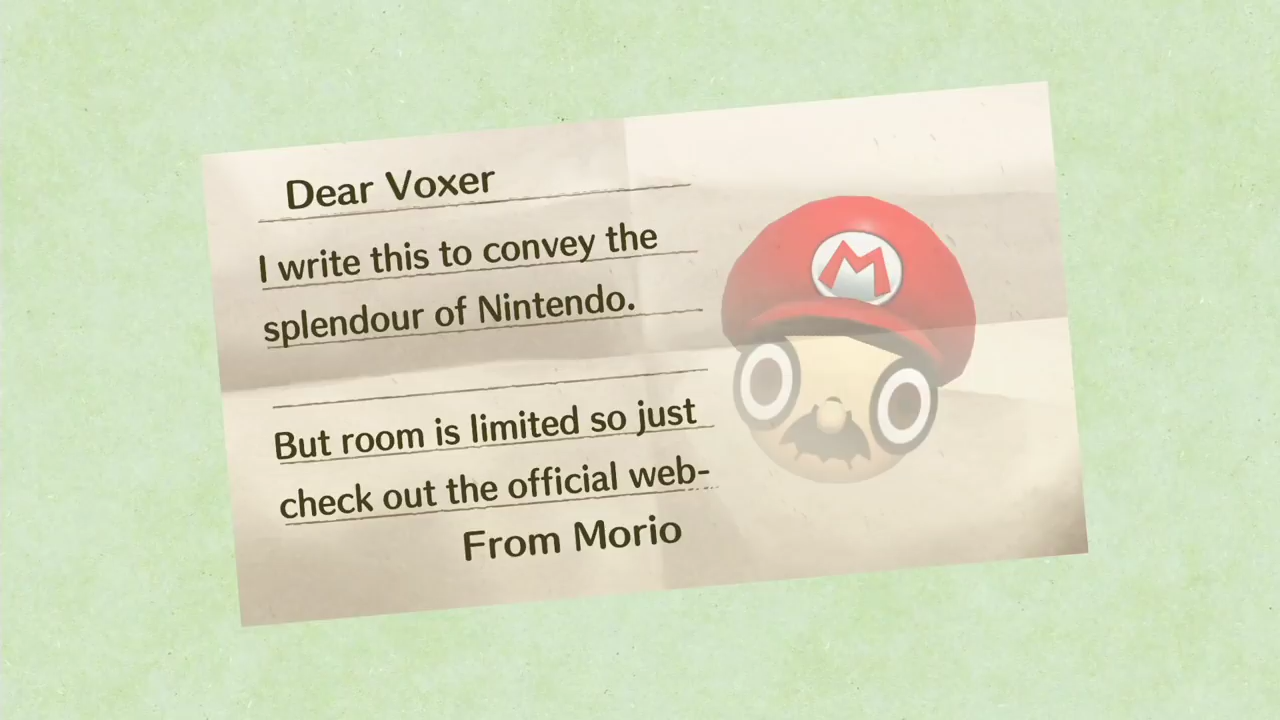 Dear Voxer
I write this to convey the
splendour of Nintendo.
But room is limited so just
check out the official web-
From Morio
M